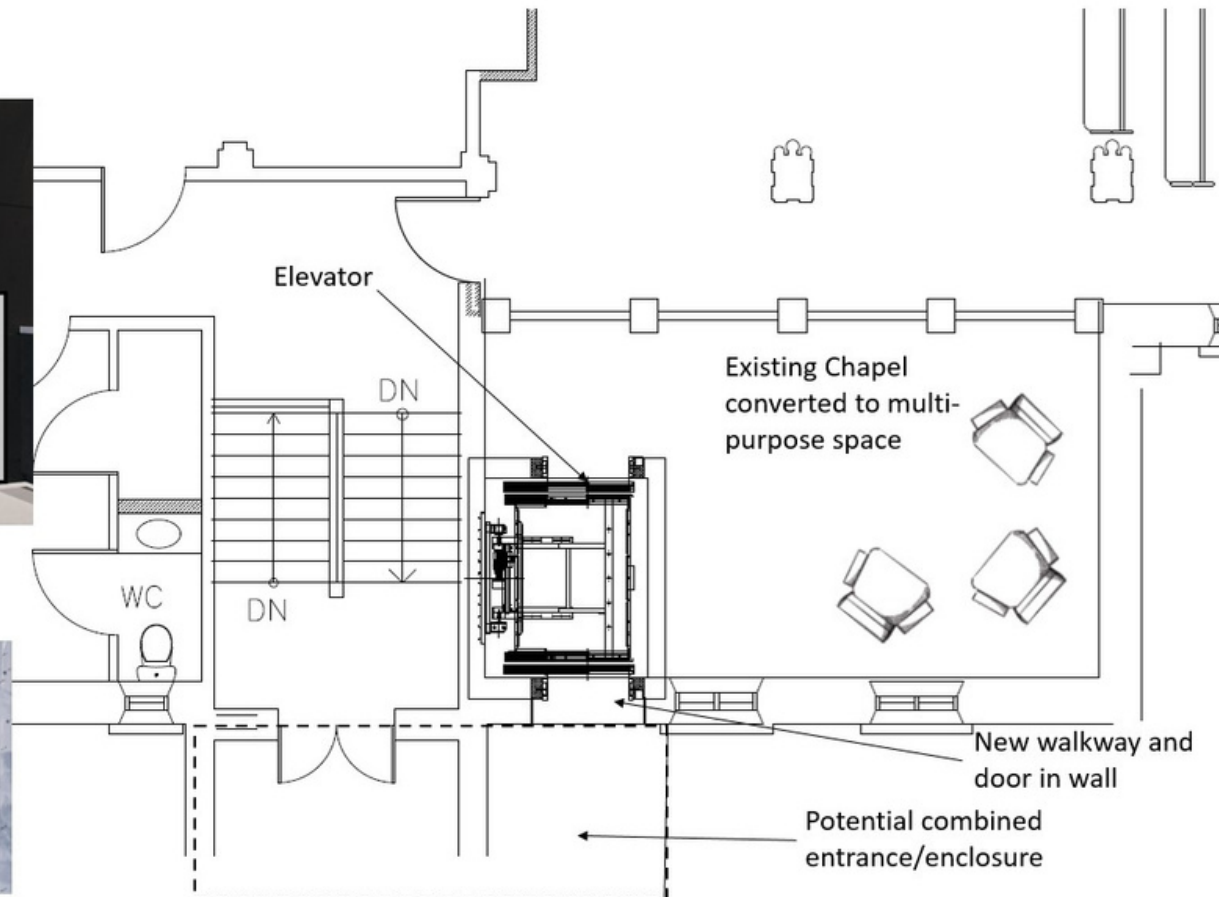 Elevator
Existing Chapel
converted to multi-
purpose space
DN
DN
WC
New walkway and
door in wall
Potential combined
entrance/enclosure